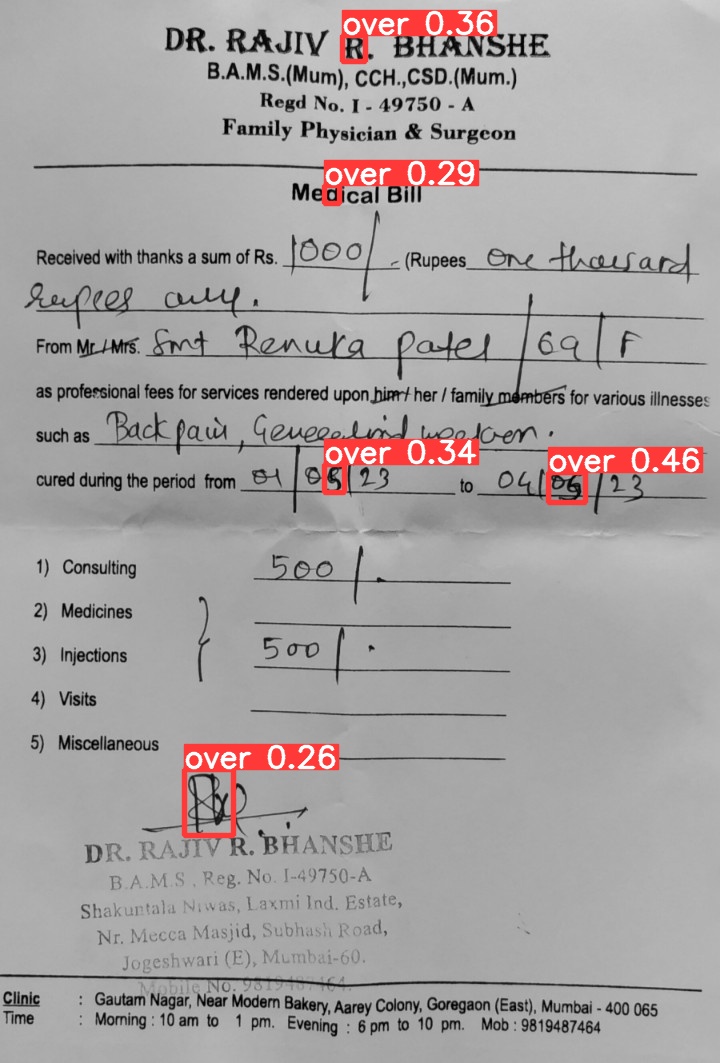 over 0.36
DR. RAJIV R. BHANSHE
B.A.M.S.(Mum), CCH.,CSD.(Mum.)
Regd No. I - 49750 - A
Family Physician & Surgeon
over 0.29
Medical Bill
Received with thanks a sum of Rs. 1000/- (Rupees one thousand
rupees only.
From Mr./Mrs. Smt Renuka Patel / 69 / F
as professional fees for services rendered upon him / her / family members for various illnesses
such as Back pain,
over 0.34 over 0.46
cured during the period from 01/05/23 to 04/06/23
1) Consulting 500/.
2) Medicines
3) Injections 500/.
4) Visits
5) Miscellaneous
over 0.26
DR. RAJIV R. BHANSHE
B.A.M.S , Reg. No. I-49750-A
Shakuntala Niwas, Laxmi Ind. Estate,
Nr. Mecca Masjid, Subhash Road,
Jogeshwari (E), Mumbai-60.
Mobile No. 9819487464.
Clinic : Gautam Nagar, Near Modern Bakery, Aarey Colony, Goregaon (East), Mumbai - 400 065
Time : Morning : 10 am to 1 pm. Evening : 6 pm to 10 pm. Mob : 9819487464